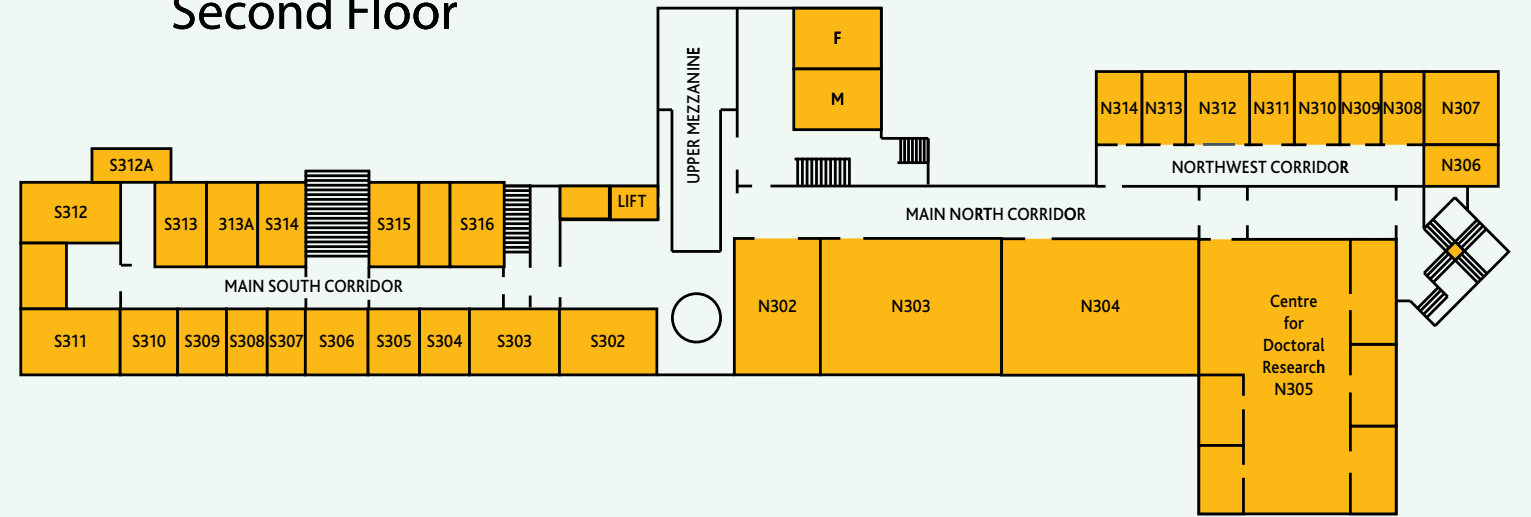 Second Floor
F
M
UPPER MEZZANINE
N314 N313 N312 N311 N310 N309 N308 N307
NORTHWEST CORRIDOR
N306
S312A
S312
S313 313A S314 S315 S316
LIFT
MAIN NORTH CORRIDOR
MAIN SOUTH CORRIDOR
N302 N303 N304
Centre
for
Doctoral
Research
N305
S311 S310 S309 S308 S307 S306 S305 S304 S303 S302